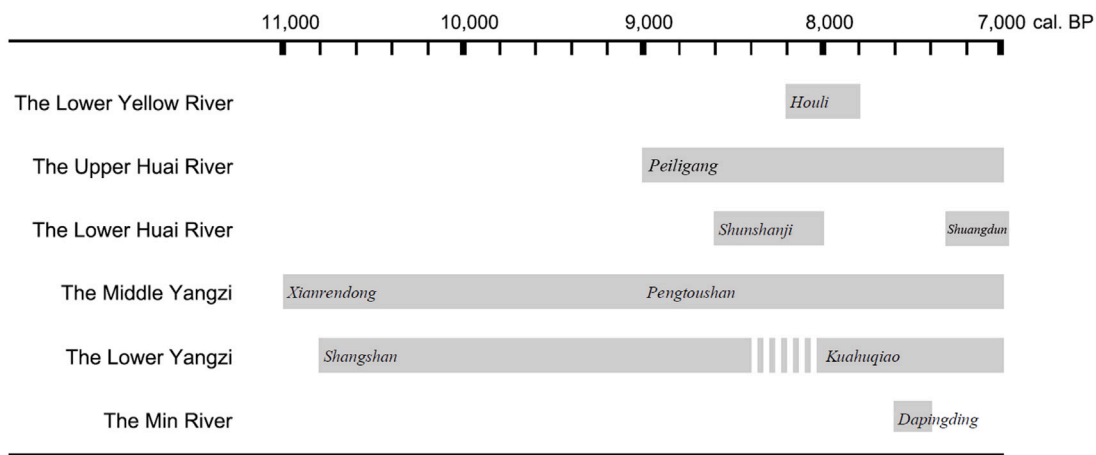 11,000 10,000 9,000 8,000 7,000 cal. BP
The Lower Yellow River Houli
The Upper Huai River Peiligang
The Lower Huai River Shunshanji Shuangdun
The Middle Yangzi Xianrendong Pengtoushan
The Lower Yangzi Shangshan Kuahuqiao
The Min River Dapingding